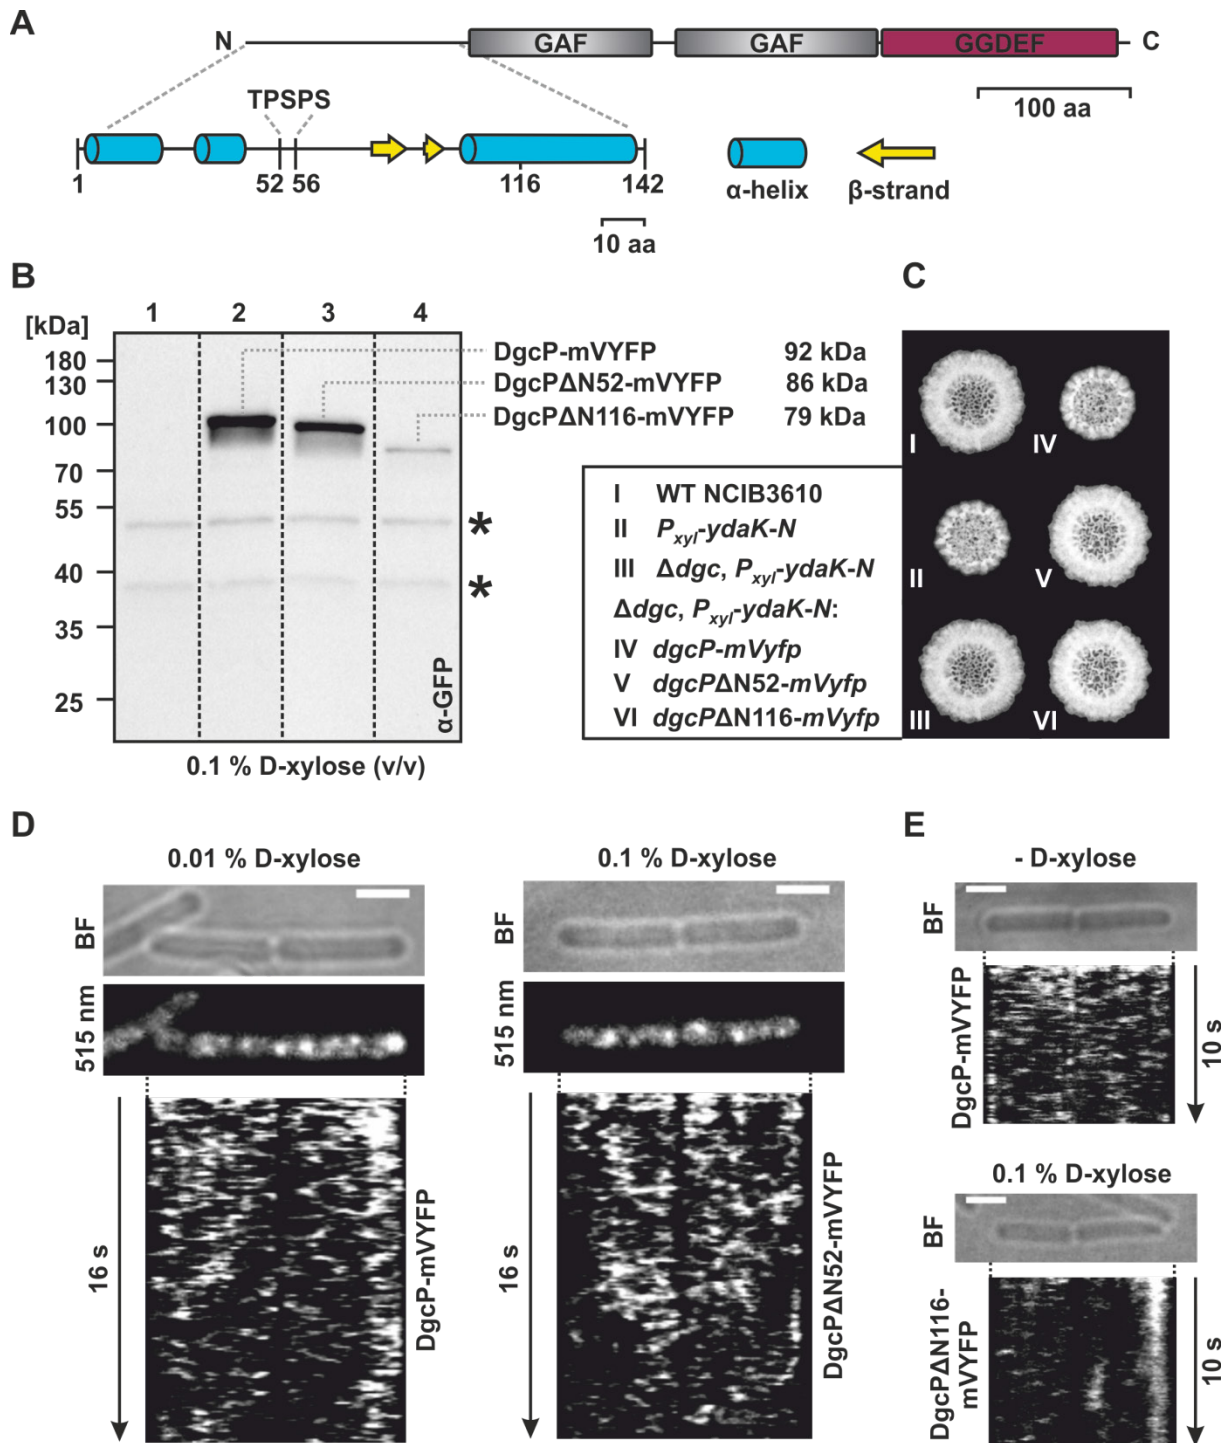 A
N GAF GAF GGDEF C
100 aa
TPSPS
1 52 56 116 142
α-helix β-strand
10 aa
B
[kDa] 1 2 3 4
180
130
100
70
55
40
35
25
DgcP-mVYFP 92 kDa
DgcPΔN52-mVYFP 86 kDa
DgcPΔN116-mVYFP 79 kDa
*
*
α-GFP
0.1 % D-xylose (v/v)
I WT NCIB3610
II Pxyl-ydaK-N
III Δdgc, Pxyl-ydaK-N
Δdgc, Pxyl-ydaK-N:
IV dgcP-mVyfp
V dgcPΔN52-mVyfp
VI dgcPΔN116-mVyfp
C
I IV
II V
III VI
D
0.01 % D-xylose
BF
515 nm
16 s
DgcP-mVYFP
0.1 % D-xylose
BF
515 nm
16 s
DgcPΔN52-mVYFP
E
- D-xylose
BF
DgcP-mVYFP
10 s
0.1 % D-xylose
BF
DgcPΔN116-
mVYFP
10 s